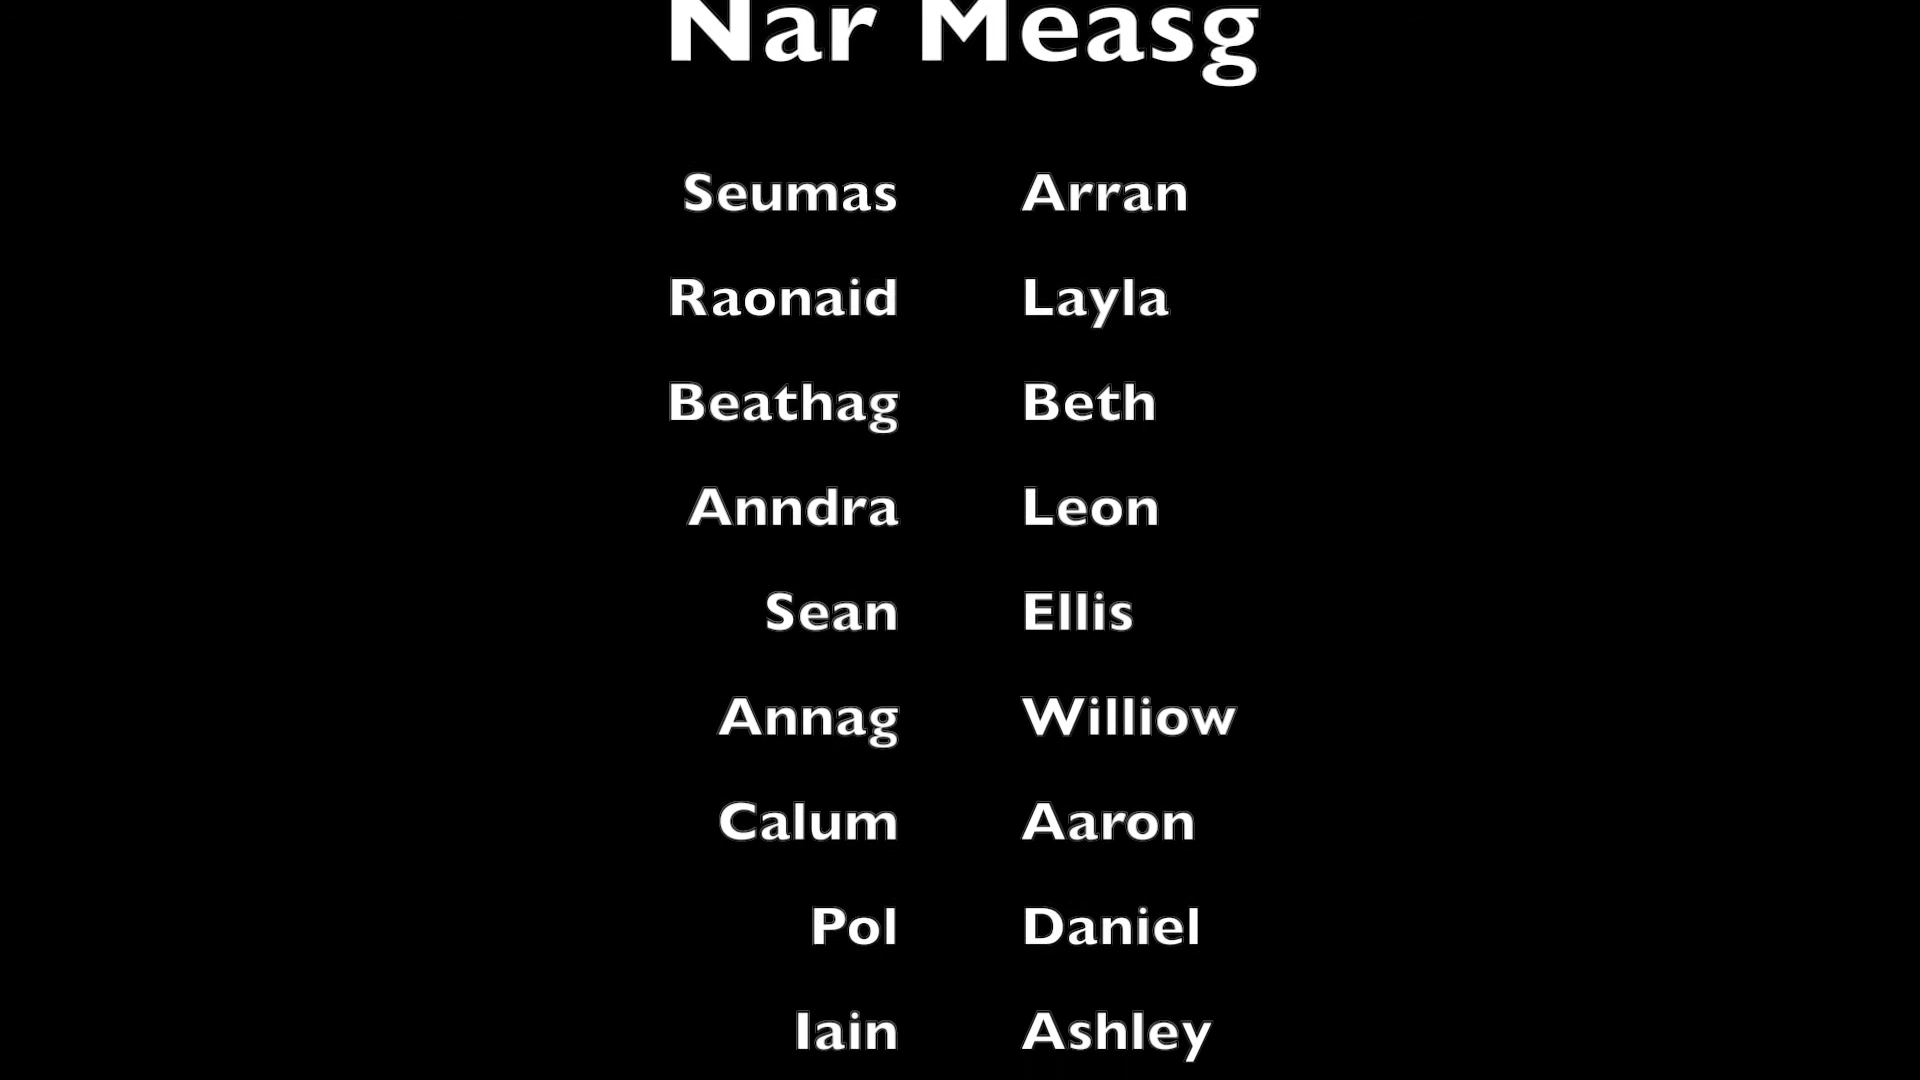 Nar Measg
Seumas Arran
Raonaid Layla
Beathag Beth
Anndra Leon
Sean Ellis
Annag Williow
Calum Aaron
Pol Daniel
Iain Ashley